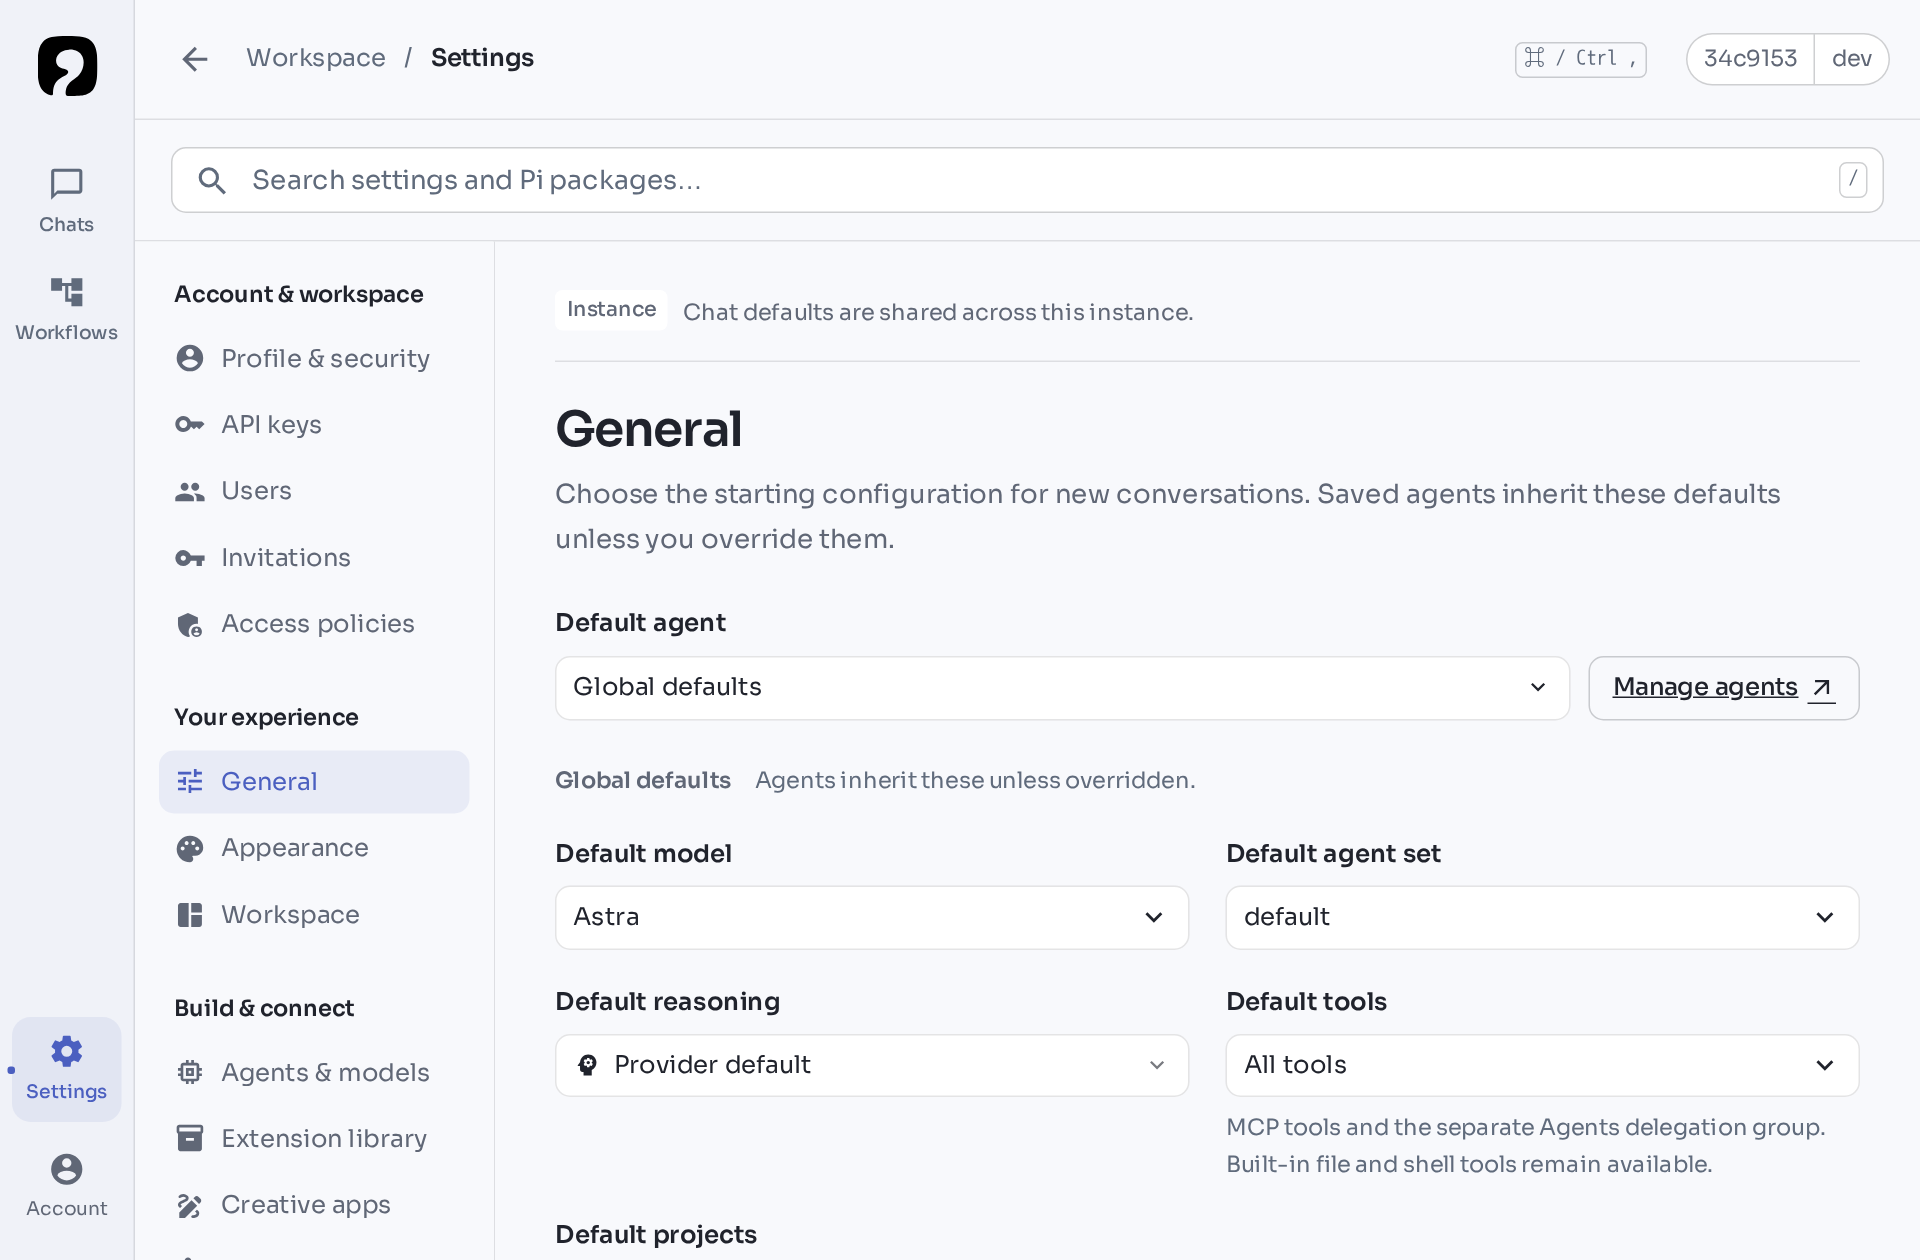 Workspace / Settings
⌘ / Ctrl ,
34c9153
dev
Search settings and Pi packages...
/
Chats
Workflows
Settings
Account
Account & workspace
Profile & security
API keys
Users
Invitations
Access policies
Your experience
General
Appearance
Workspace
Build & connect
Agents & models
Extension library
Creative apps
Instance
Chat defaults are shared across this instance.
General
Choose the starting configuration for new conversations. Saved agents inherit these defaults
unless you override them.
Default agent
Global defaults
Manage agents
Global defaults
Agents inherit these unless overridden.
Default model
Astra
Default agent set
default
Default reasoning
Provider default
Default tools
All tools
MCP tools and the separate Agents delegation group.
Built-in file and shell tools remain available.
Default projects